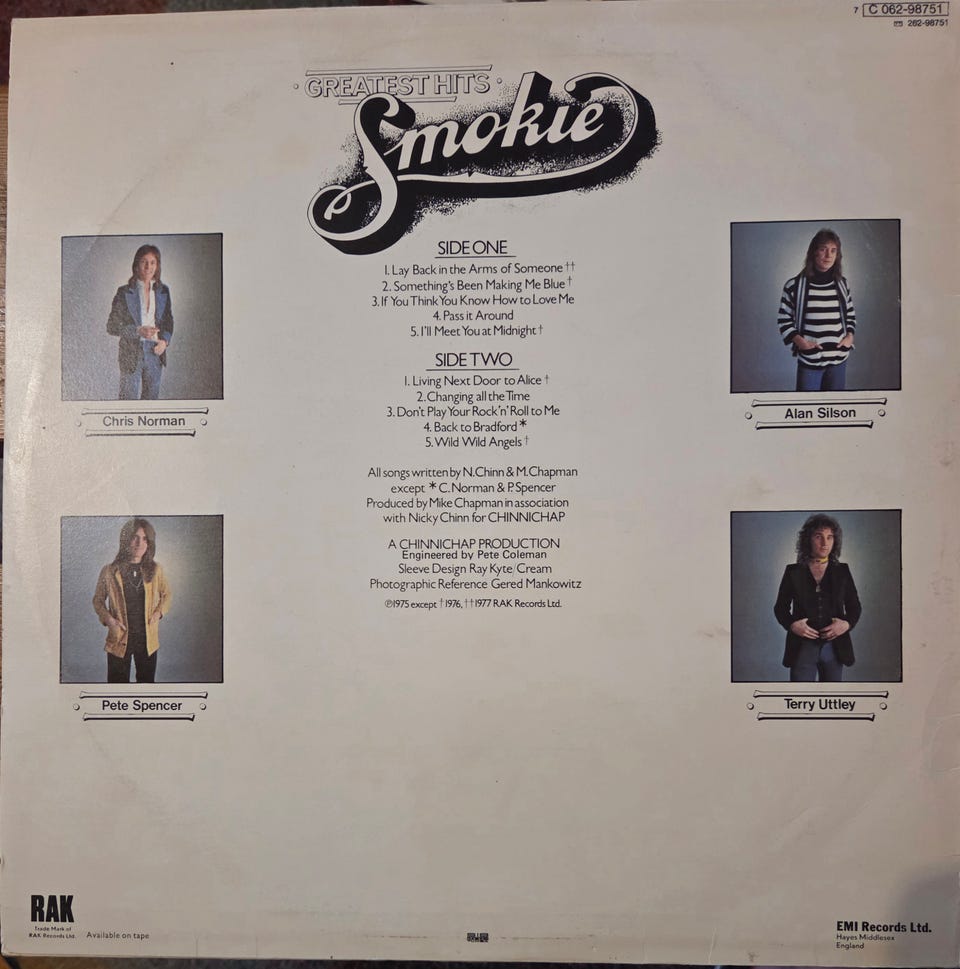 7 C 062-98751
262-98751
GREATEST HITS
Smokie
SIDE ONE
1. Lay Back in the Arms of Someone ††
2. Something's Been Making Me Blue †
3. If You Think You Know How to Love Me
4. Pass it Around
5. I'll Meet You at Midnight †
SIDE TWO
1. Living Next Door to Alice †
2. Changing all the Time
3. Don't Play Your Rock 'n' Roll to Me
4. Back to Bradford *
5. Wild Wild Angels †
All songs written by N. Chinn & M. Chapman
except * C. Norman & P. Spencer
Produced by Mike Chapman in association
with Nicky Chinn for CHINNICHAP
A CHINNICHAP PRODUCTION
Engineered by Pete Coleman
Sleeve Design Ray Kyte/Cream
Photographic Reference Gered Mankowitz
℗1975 except † 1976, †† 1977 RAK Records Ltd.
Chris Norman
Alan Silson
Pete Spencer
Terry Uttley
RAK
Trade Mark of
RAK Records Ltd.
Available on tape
EMI Records Ltd.
Hayes Middlesex
England